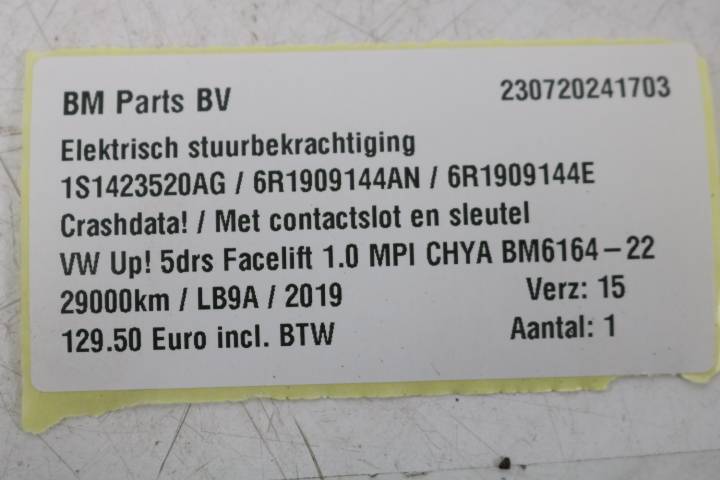 BM Parts BV 230720241703
Elektrisch stuurbekrachtiging
1S1423520AG / 6R1909144AN / 6R1909144E
Crashdata! / Met contactslot en sleutel
VW Up! 5drs Facelift 1.0 MPI CHYA BM6164-22
29000km / LB9A / 2019 Verz: 15
129.50 Euro incl. BTW Aantal: 1